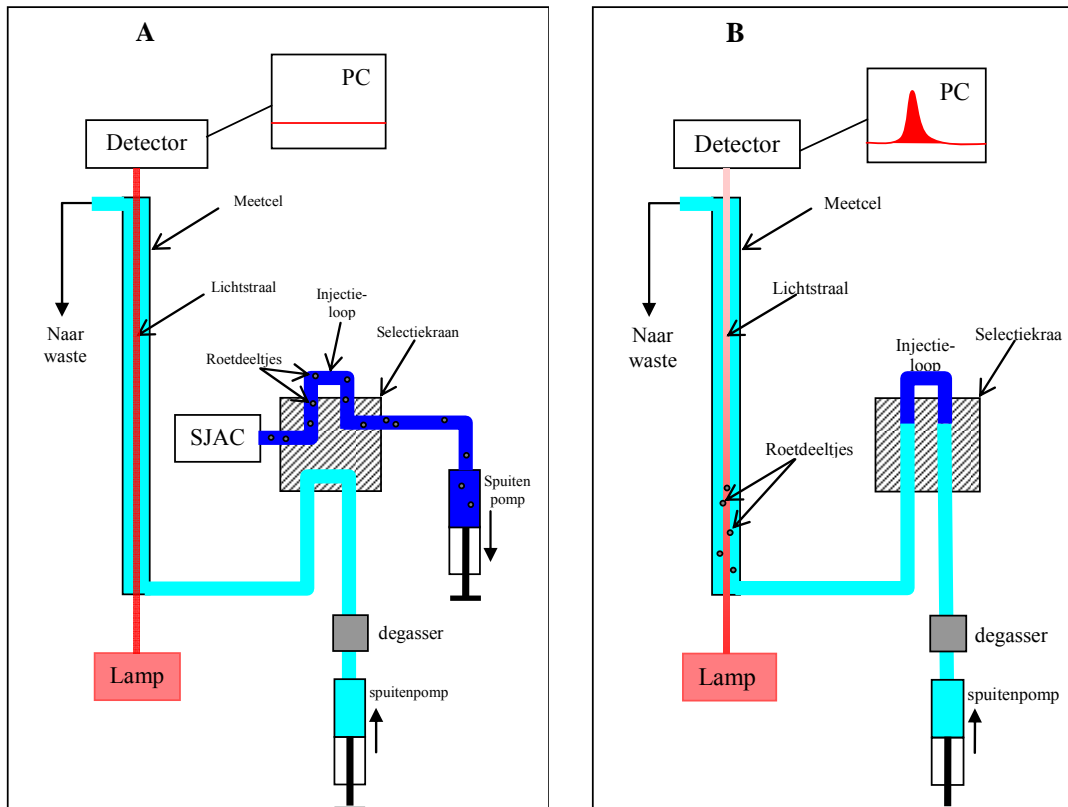 A
PC
Detector
Meetcel
Lichtstraal
Injectie-
loop
Selectiekraan
Naar
waste
Roetdeeltjes
SJAC
Spuiten
pomp
degasser
Lamp
spuitenpomp
B
PC
Detector
Meetcel
Lichtstraal
Naar
waste
Injectie-
loop
Selectiekraa
Roetdeeltjes
degasser
Lamp
spuitenpomp